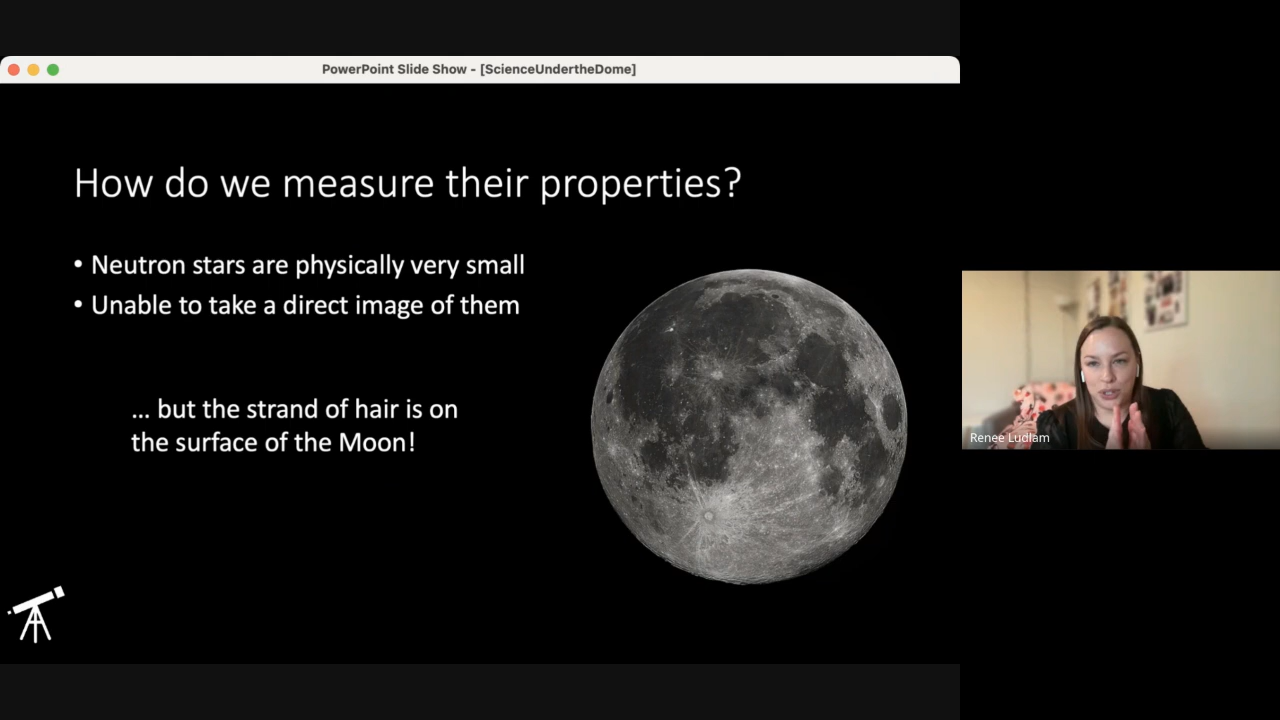 PowerPoint Slide Show - [ScienceUndertheDome]
How do we measure their properties?
• Neutron stars are physically very small
• Unable to take a direct image of them
... but the strand of hair is on
the surface of the Moon!
Renee Ludlam